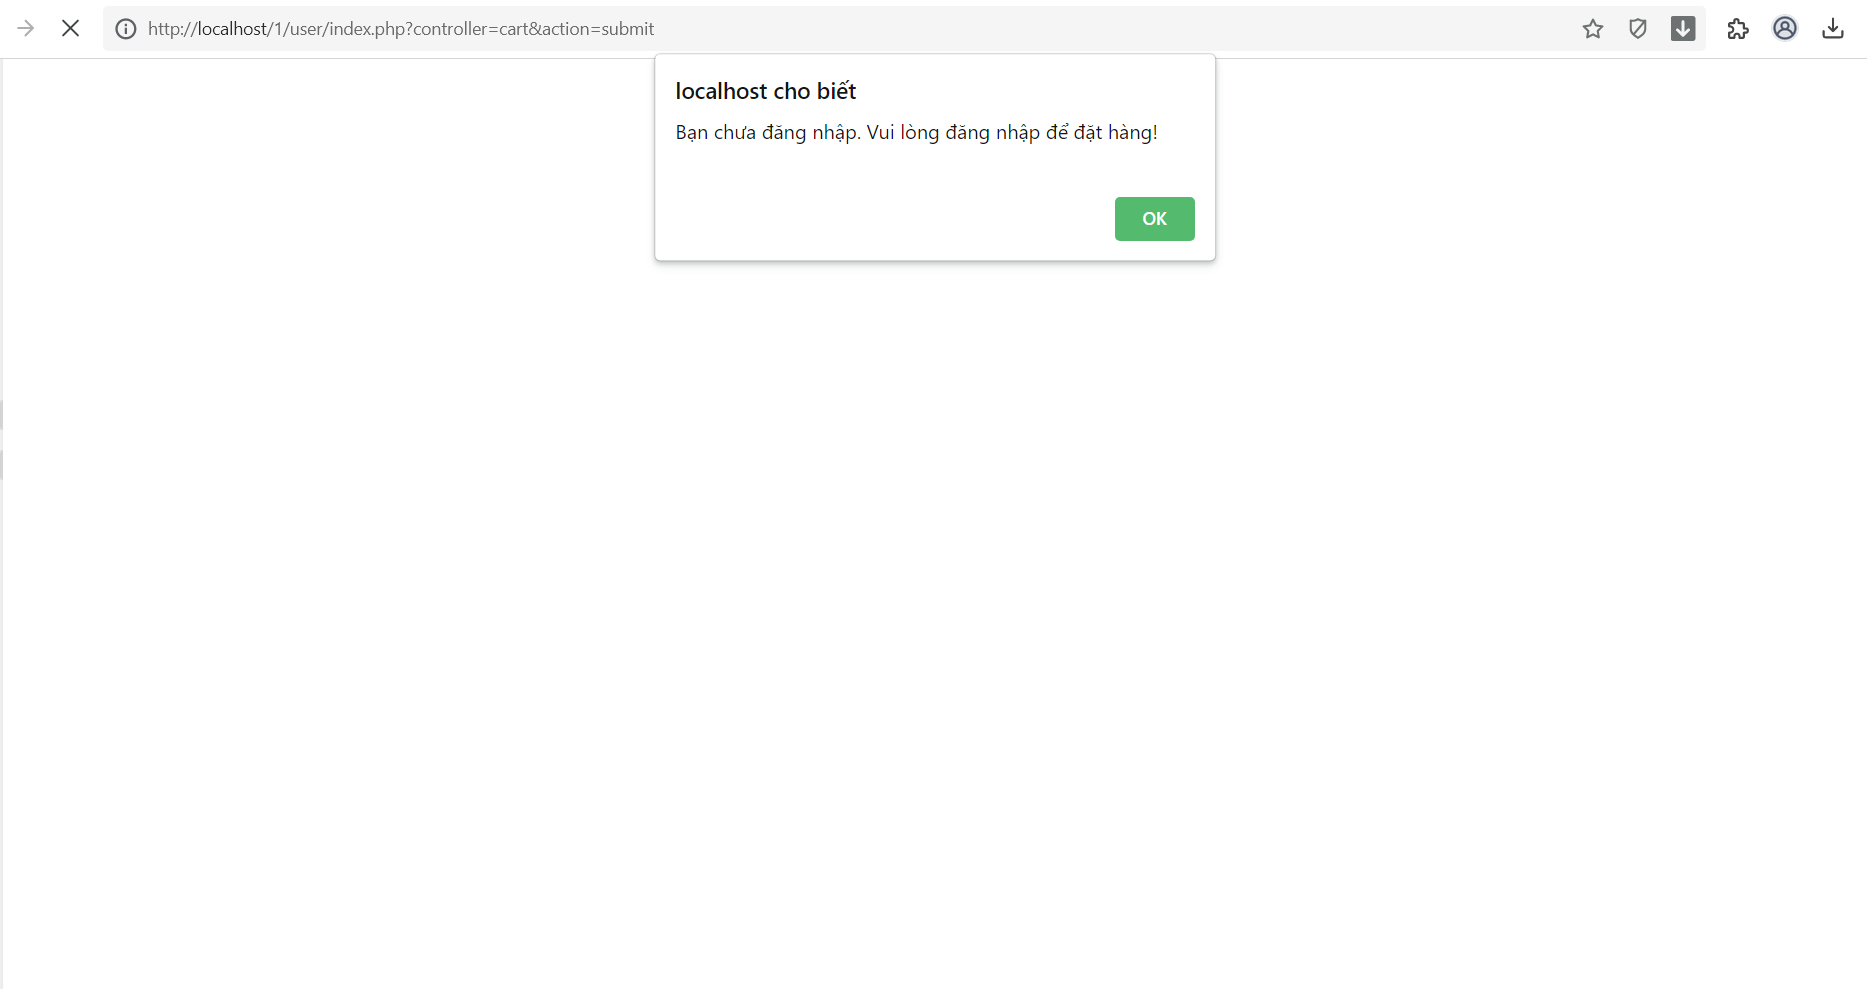 http://localhost/1/user/index.php?controller=cart&action=submit
localhost cho biết
Bạn chưa đăng nhập. Vui lòng đăng nhập để đặt hàng!
OK